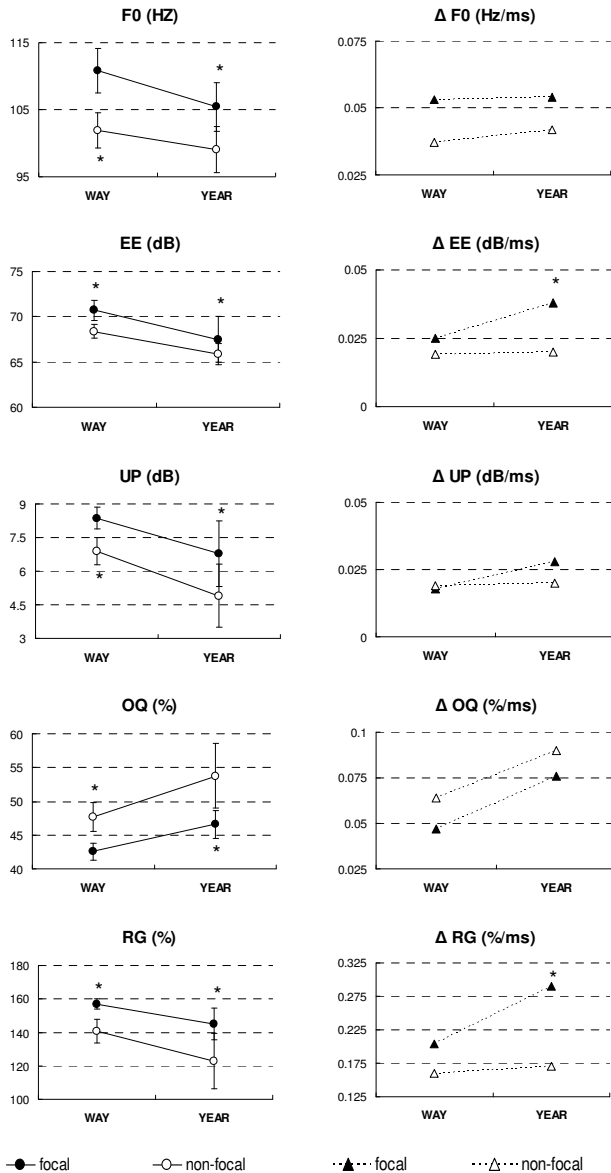 F0 (HZ)
115
105
95
*
*
WAY YEAR
Δ F0 (Hz/ms)
0.075
0.05
0.025
WAY YEAR
EE (dB)
75
70
65
60
*
*
WAY YEAR
Δ EE (dB/ms)
0.05
0.025
0
*
WAY YEAR
UP (dB)
9
7.5
6
4.5
3
*
*
WAY YEAR
Δ UP (dB/ms)
0.05
0.025
0
WAY YEAR
OQ (%)
60
55
50
45
40
*
*
WAY YEAR
Δ OQ (%/ms)
0.1
0.075
0.05
0.025
WAY YEAR
RG (%)
180
160
140
120
100
*
*
WAY YEAR
Δ RG (%/ms)
0.325
0.275
0.225
0.175
0.125
*
WAY YEAR
focal non-focal focal non-focal